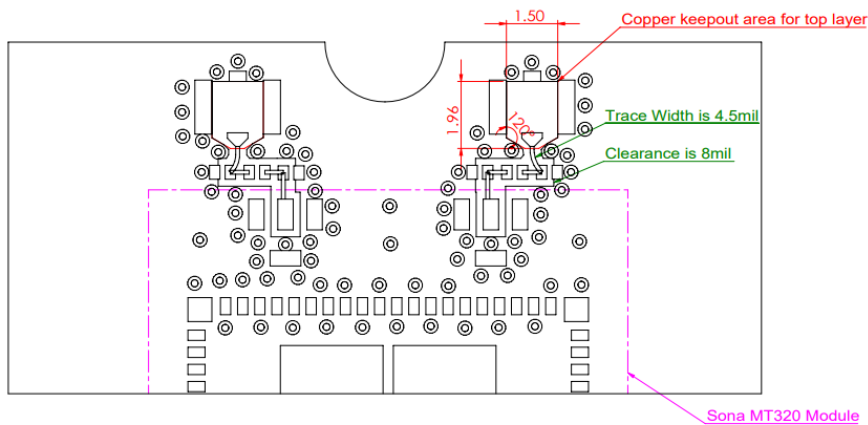 1.50
Copper keepout area for top layer
1.96
120°
Trace Width is 4.5mil
Clearance is 8mil
Sona MT320 Module